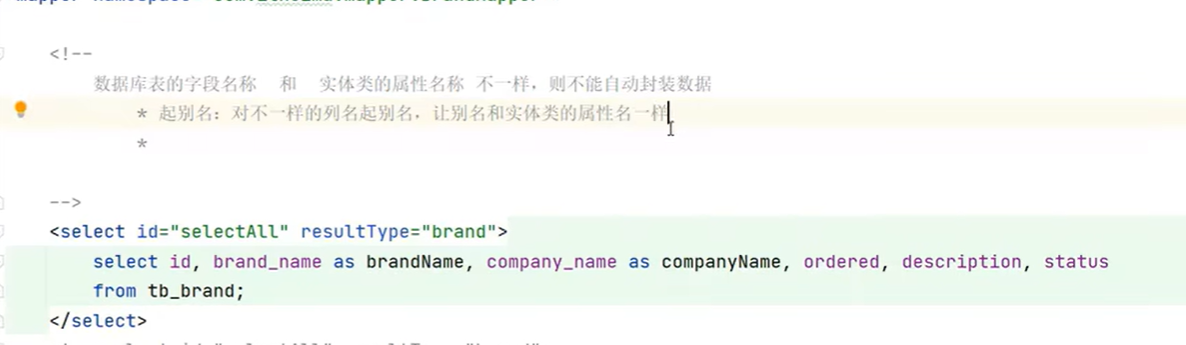 <!--
数据库表的字段名称 和 实体类的属性名称 不一样，则不能自动封装数据
* 起别名：对不一样的列名起别名，让别名和实体类的属性名一样
*
-->
<select id="selectAll" resultType="brand">
select id, brand_name as brandName, company_name as companyName, ordered, description, status
from tb_brand;
</select>